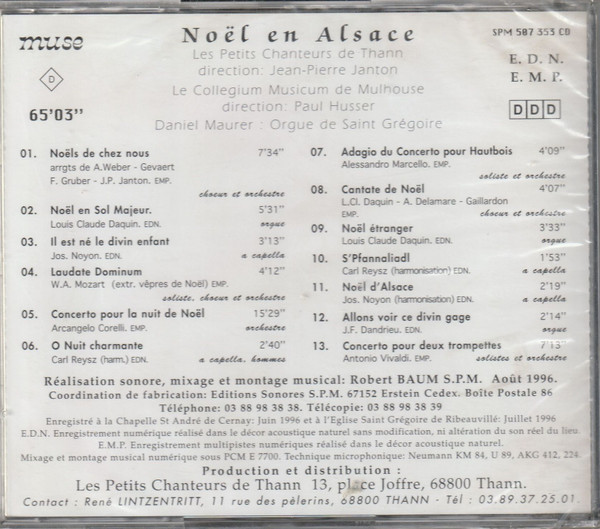 muse
Noël en Alsace
SPM 587 353 CD
Les Petits Chanteurs de Thann
direction: Jean-Pierre Janton
E. D. N.
D
E. M. P.
Le Collegium Musicum de Mulhouse
direction: Paul Husser
65'03"
DDD
Daniel Maurer : Orgue de Saint Grégoire
01. Noëls de chez nous 7'34"
arrgts de A.Weber - Gevaert
F. Gruber - J.P. Janton. EMP.
choeur et orchestre
02. Noël en Sol Majeur. 5'31"
Louis Claude Daquin. EDN. orgue
03. Il est né le divin enfant 3'13"
Jos. Noyon. EDN. a capella
04. Laudate Dominum 4'12"
W.A. Mozart (extr. vêpres de Noël) EMP.
soliste, choeur et orchestre
05. Concerto pour la nuit de Noël 15'29"
Arcangelo Corelli. EMP. orchestre
06. O Nuit charmante 2'40"
Carl Reysz (harm.) EDN. a capella, hommes
07. Adagio du Concerto pour Hautbois 4'09"
Alessandro Marcello. EMP.
soliste et orchestre
08. Cantate de Noël 4'07"
L.Cl. Daquin - A. Delamare - Gaillardon
EMP. choeur et orchestre
09. Noël étranger 3'33"
Louis Claude Daquin. EDN. orgue
10. S'Pfannaliadl 1'53"
Carl Reysz (harmonisation) EDN. a capella
11. Noël d'Alsace 2'19"
Jos. Noyon (harmonisation) EDN. a capella
12. Allons voir ce divin gage 2'14"
J.F. Dandrieu. EDN. orgue
13. Concerto pour deux trompettes 7'13"
Antonio Vivaldi. EMP. solistes et orchestre
Réalisation sonore, mixage et montage musical: Robert BAUM S.P.M. Août 1996.
Coordination de fabrication: Editions Sonores S.P.M. 67152 Erstein Cedex. Boîte Postale 86
Téléphone: 03 88 98 38 38. Télécopie: 03 88 98 38 39
Enregistré à la Chapelle St André de Cernay: Juin 1996 et à l'Eglise Saint Grégoire de Ribeauvillé: Juillet 1996
E.D.N. Enregistrement numérique réalisé dans le décor acoustique naturel sans modification, ni altération du son réel du lieu.
E.M.P. Enregistrement multipistes numériques réalisé dans le décor acoustique naturel.
Mixage et montage musical numérique sous PCM E 7700. Technique microphonique: Neumann KM 84, U 89, AKG 412, 224.
Production et distribution :
Les Petits Chanteurs de Thann 13, place Joffre, 68800 Thann.
Contact : René LINTZENTRITT, 11 rue des pèlerins, 68800 THANN - Tél : 03.89.37.25.01.